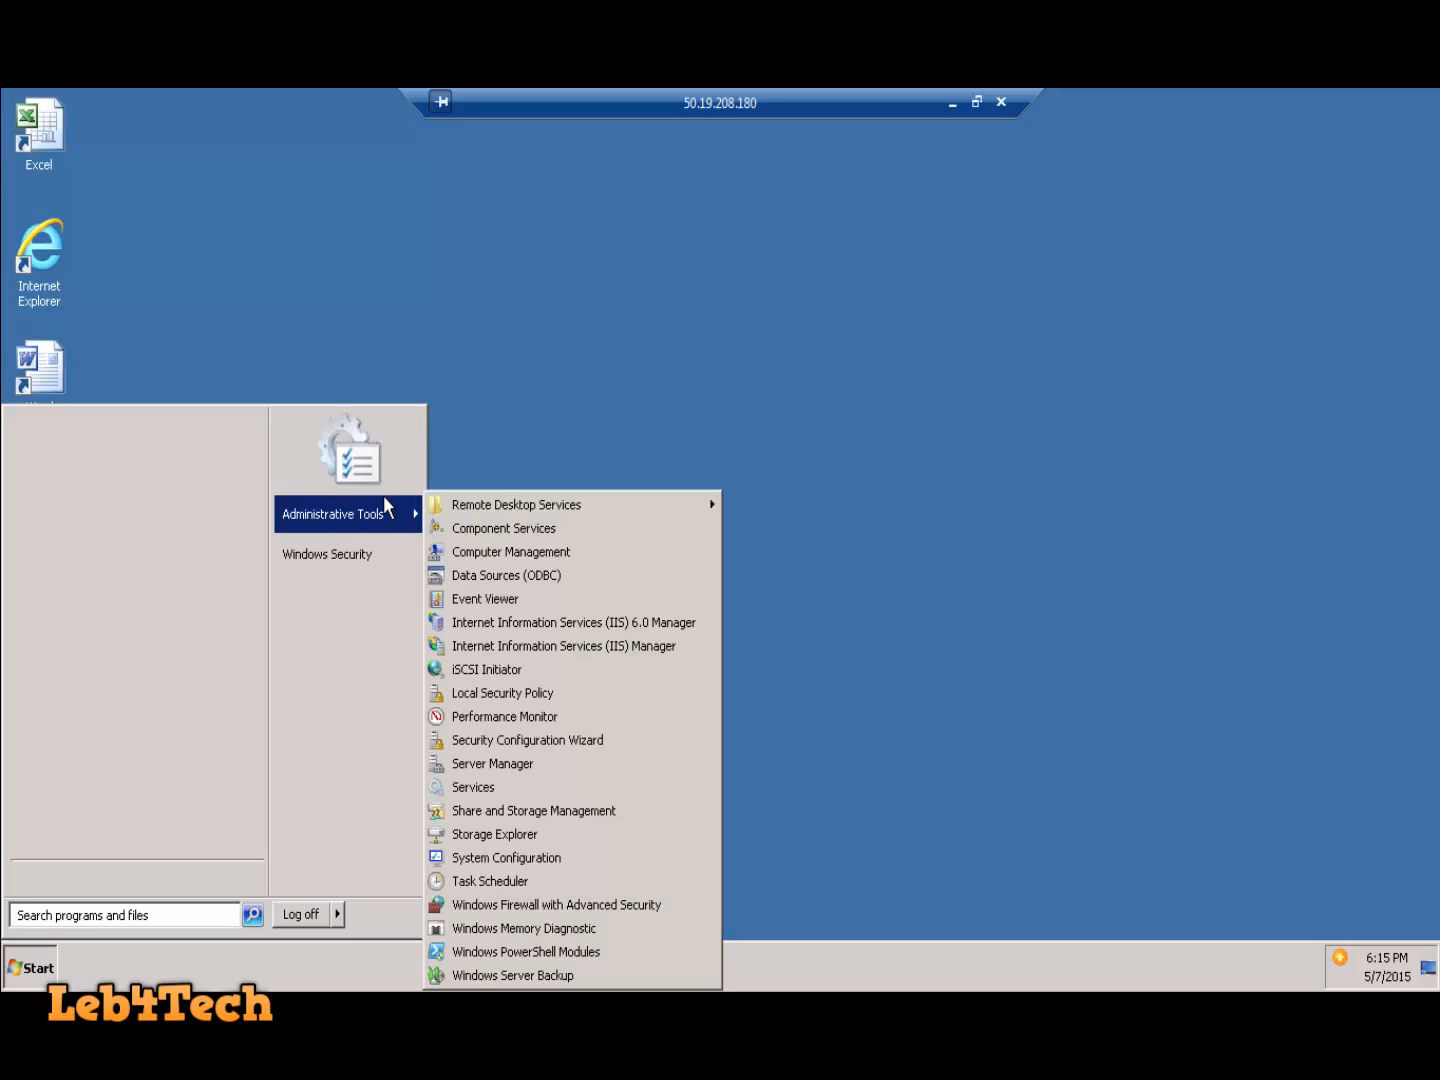 50.19.208.180
Excel
Internet
Explorer
Administrative Tools
Windows Security
Remote Desktop Services
Component Services
Computer Management
Data Sources (ODBC)
Event Viewer
Internet Information Services (IIS) 6.0 Manager
Internet Information Services (IIS) Manager
iSCSI Initiator
Local Security Policy
Performance Monitor
Security Configuration Wizard
Server Manager
Services
Share and Storage Management
Storage Explorer
System Configuration
Task Scheduler
Windows Firewall with Advanced Security
Windows Memory Diagnostic
Windows PowerShell Modules
Windows Server Backup
Search programs and files
Log off
Start
6:15 PM
5/7/2015
Leb4Tech